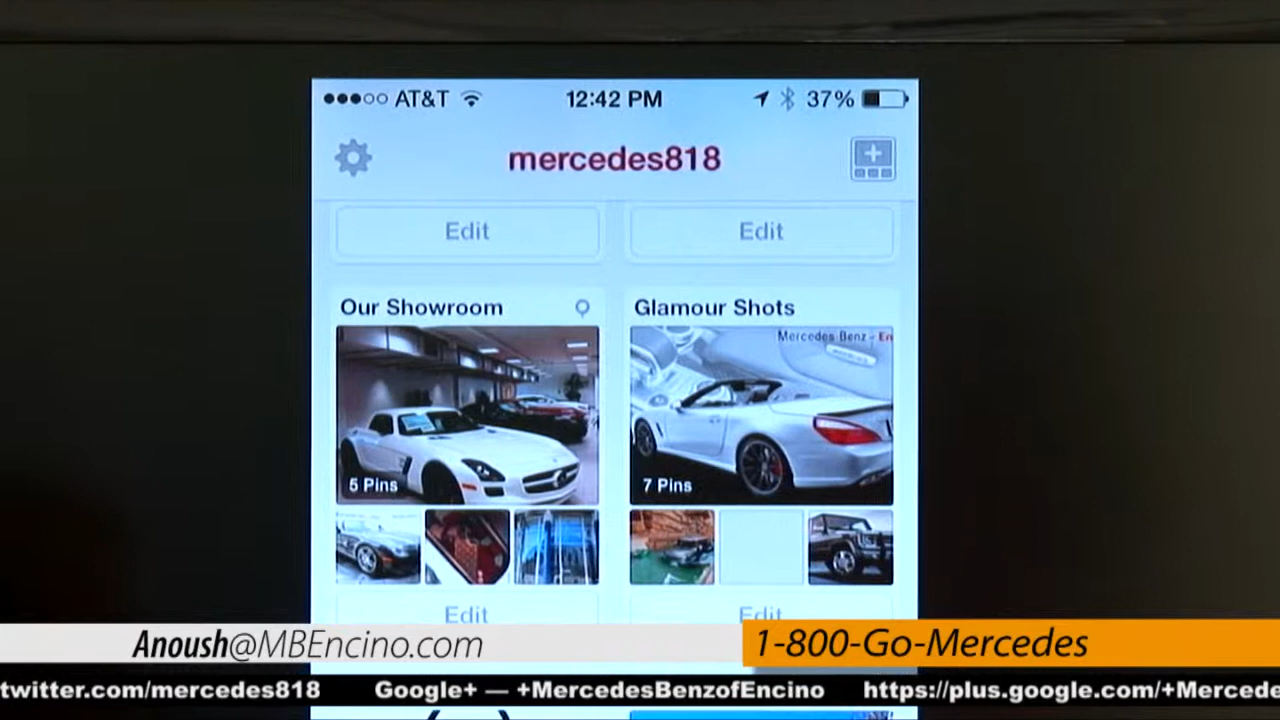 AT&T 12:42 PM 37%
mercedes818
Edit Edit
Our Showroom Glamour Shots
Mercedes Benz - En
5 Pins 7 Pins
Edit Edit
Anoush@MBEncino.com 1-800-Go-Mercedes
twitter.com/mercedes818 Google+ — +MercedesBenzofEncino https://plus.google.com/+Mercede